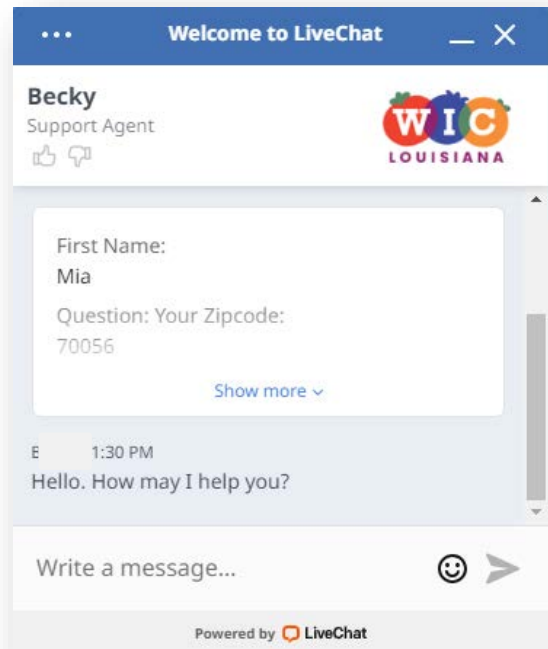 Welcome to LiveChat
Becky
Support Agent
WIC
LOUISIANA
First Name:
Mia
Question: Your Zipcode:
70056
Show more
E 1:30 PM
Hello. How may I help you?
Write a message...
Powered by LiveChat